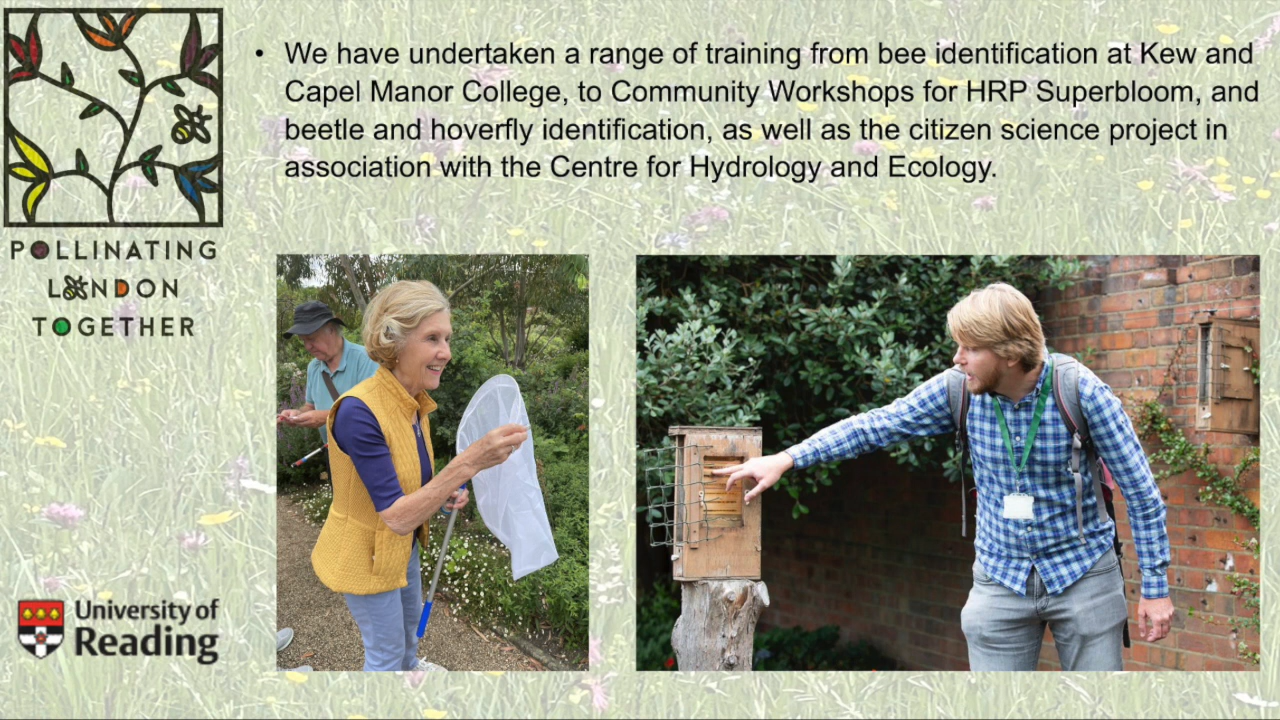 • We have undertaken a range of training from bee identification at Kew and
Capel Manor College, to Community Workshops for HRP Superbloom, and
beetle and hoverfly identification, as well as the citizen science project in
association with the Centre for Hydrology and Ecology.
POLLINATING
LONDON
TOGETHER
University of
Reading